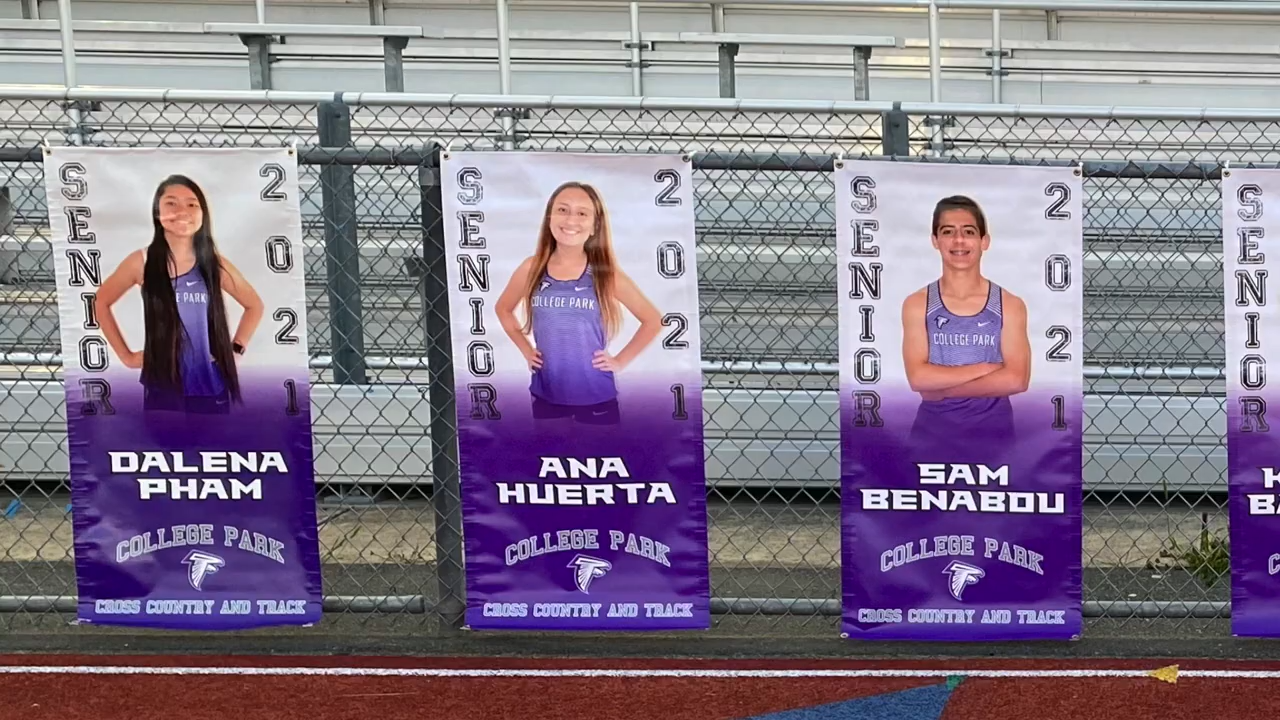 SENIOR
2021
COLLEGE PARK
DALENA
PHAM
COLLEGE PARK
CROSS COUNTRY AND TRACK
SENIOR
2021
COLLEGE PARK
ANA
HUERTA
COLLEGE PARK
CROSS COUNTRY AND TRACK
SENIOR
2021
COLLEGE PARK
SAM
BENABOU
COLLEGE PARK
CROSS COUNTRY AND TRACK
SENIOR